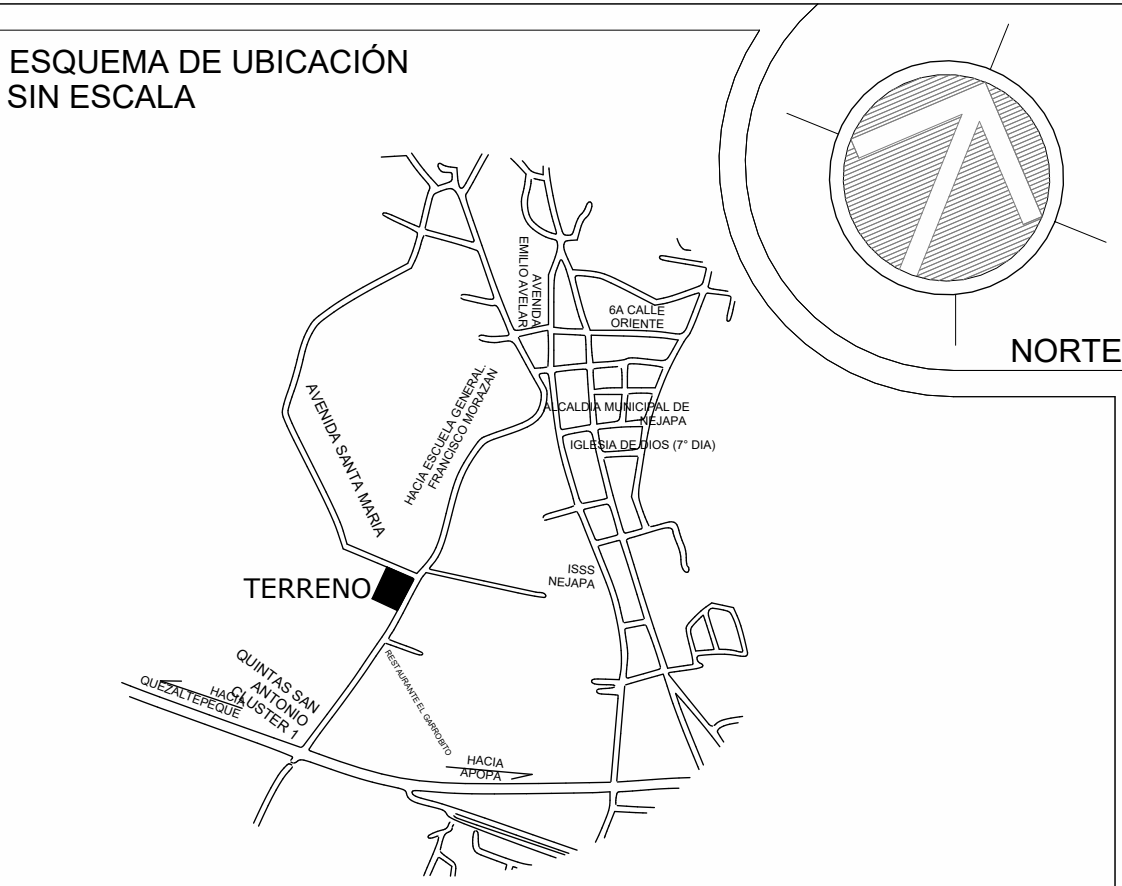 ESQUEMA DE UBICACIÓN
SIN ESCALA
NORTE
AVENIDA
EMILIO AVELAR
6A CALLE
ORIENTE
HACIA ESCUELA GENERAL.
FRANCISCO MORAZAN
AVENIDA SANTA MARIA
ALCALDIA MUNICIPAL DE
NEJAPA
IGLESIA DE DIOS (7° DIA)
ISSS
NEJAPA
TERRENO
QUINTAS SAN
ANTONIO
CLUSTER 1
HACIA
QUEZALTEPEQUE
RESTAURANTE EL GARROBITO
HACIA
APOPA